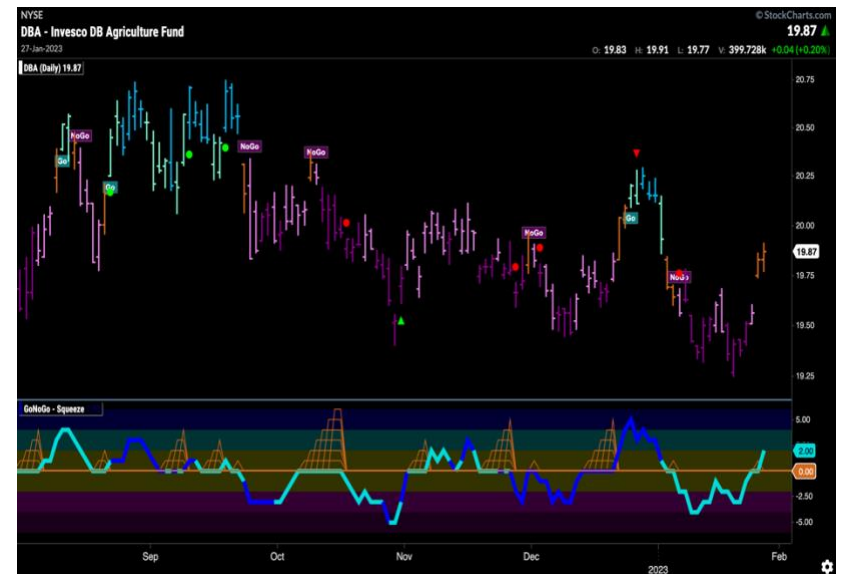 NYSE
© StockCharts.com
DBA - Invesco DB Agriculture Fund
19.87
27-Jan-2023
O: 19.83 H: 19.91 L: 19.77 V: 399.728k +0.04 (+0.20%)
DBA (Daily) 19.87
20.75
20.50
NoGo
NoGo
NoGo
Go
Go
20.25
Go
NoGo
20.00
19.87
19.75
NoGo
19.50
19.25
GoNoGo - Squeeze
5.00
2.00
0.00
-2.50
-5.00
Sep Oct Nov Dec 2023 Feb